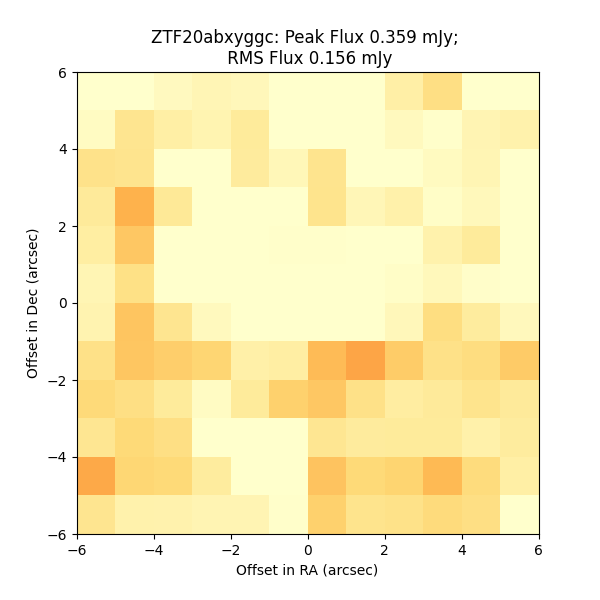 ZTF20abxyggc: Peak Flux 0.359 mJy;
RMS Flux 0.156 mJy
6
4
2
0
−2
−4
−6
Offset in Dec (arcsec)
−6 −4 −2 0 2 4 6
Offset in RA (arcsec)